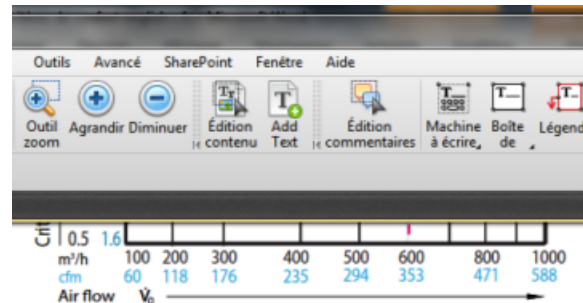 Outils Avancé SharePoint Fenêtre Aide
Outil zoom
Agrandir
Diminuer
Édition contenu
Add Text
Édition commentaires
Machine à écrire
Boîte de
Légend
Crit
0.5 1.6
m³/h 100 200 300 400 500 600 800 1000
cfm 60 118 176 235 294 353 471 588
Air flow V̇